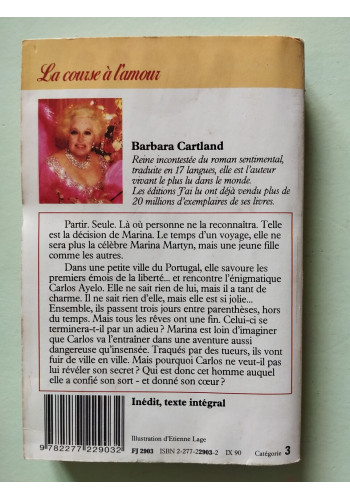 La course à l'amour
Barbara Cartland
Reine incontestée du roman sentimental,
traduite en 17 langues, elle est l'auteur
vivant le plus lu dans le monde.
Les éditions J'ai lu ont déjà vendu plus de
20 millions d'exemplaires de ses livres.
Partir. Seule. Là où personne ne la reconnaîtra. Telle
est la décision de Marina. Le temps d'un voyage, elle ne
sera plus la célèbre Marina Martyn, mais une jeune fille
comme les autres.
Dans une petite ville du Portugal, elle savoure les
premiers émois de la liberté... et rencontre l'énigmatique
Carlos Ayelo. Elle ne sait rien de lui, mais il a tant de
charme. Il ne sait rien d'elle, mais elle est si jolie...
Ensemble, ils passent trois jours entre parenthèses, hors
du temps. Mais tous les rêves ont une fin. Celui-ci se
terminera-t-il par un adieu ? Marina est loin d'imaginer
que Carlos va l'entraîner dans une aventure aussi
dangereuse qu'insensée. Traqués par des tueurs, ils vont
fuir de ville en ville. Mais pourquoi Carlos ne veut-il pas
lui révéler son secret ? Qui est donc cet homme auquel
elle a confié son sort - et donné son cœur ?
Inédit, texte intégral
Illustration d'Etienne Lage
9782277229032
FJ 2903 ISBN 2-277-22903-2 IX 90 Catégorie 3